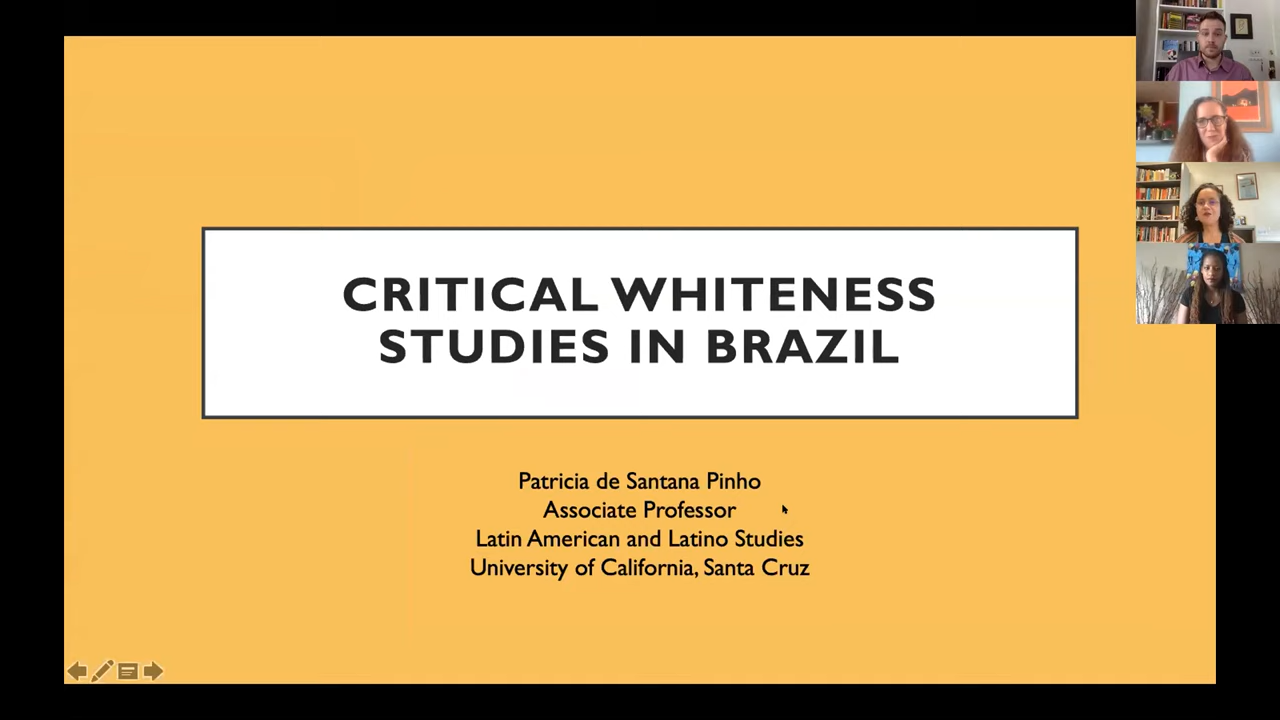 CRITICAL WHITENESS
STUDIES IN BRAZIL
Patricia de Santana Pinho
Associate Professor
Latin American and Latino Studies
University of California, Santa Cruz